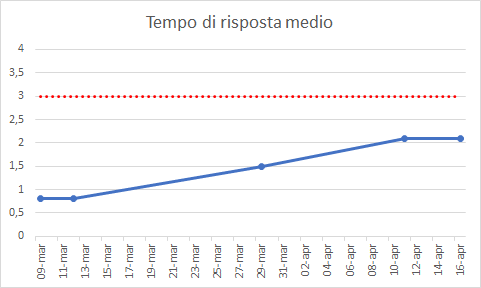 Tempo di risposta medio
4
3,5
3
2,5
2
1,5
1
0,5
0
09-mar
11-mar
13-mar
15-mar
17-mar
19-mar
21-mar
23-mar
25-mar
27-mar
29-mar
31-mar
02-apr
04-apr
06-apr
08-apr
10-apr
12-apr
14-apr
16-apr